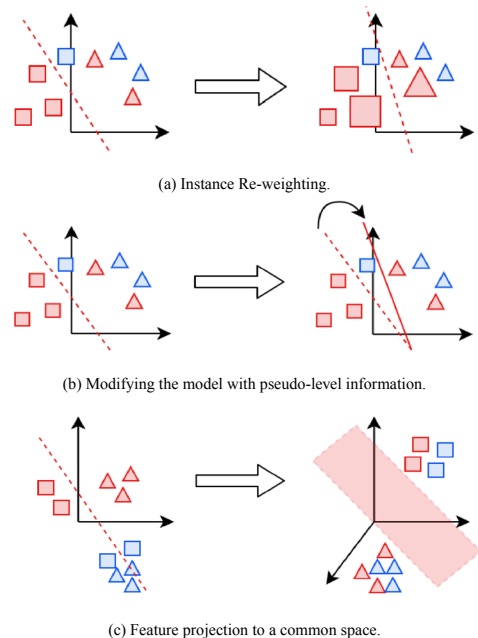 (a) Instance Re-weighting.
(b) Modifying the model with pseudo-level information.
(c) Feature projection to a common space.